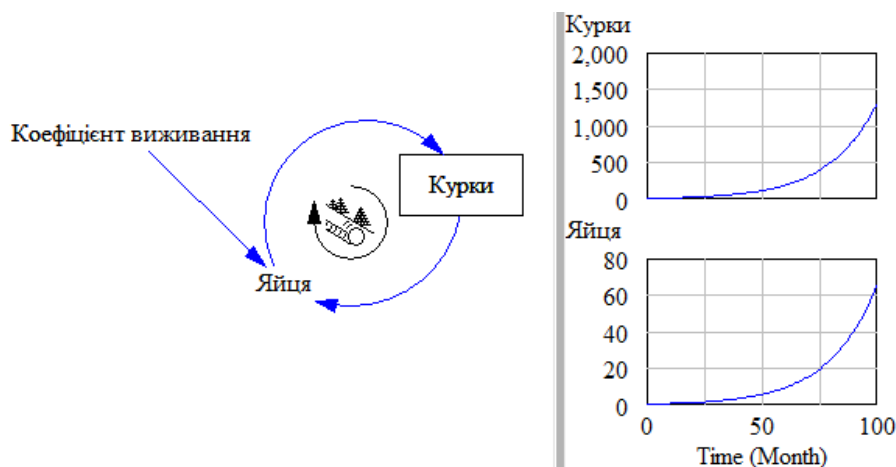 Коефіцієнт виживання
Курки
Яйця
Курки
2,000
1,500
1,000
500
0
Яйця
80
60
40
20
0
0 50 100
Time (Month)